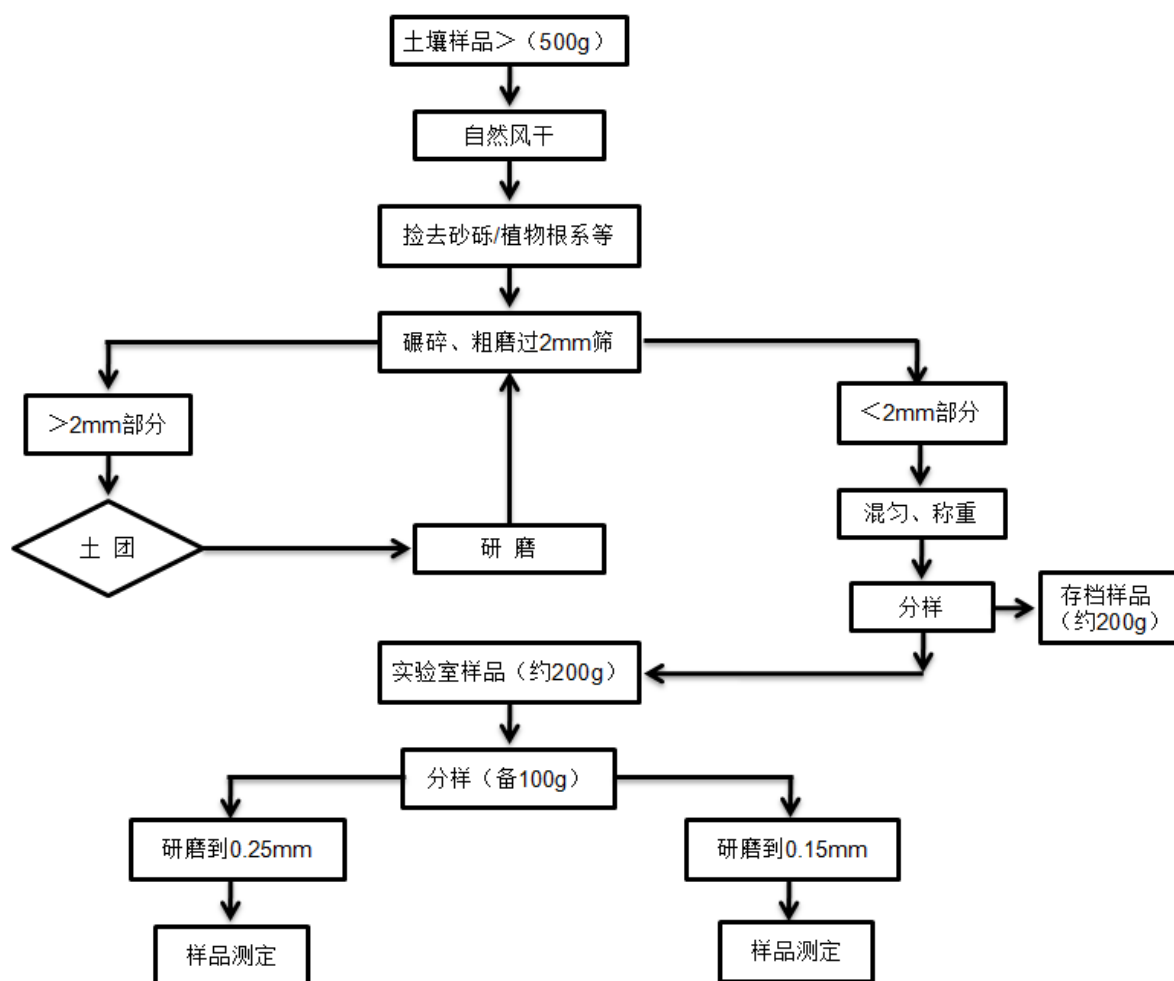 土壤样品＞（500g）
自然风干
捡去砂砾/植物根系等
碾碎、粗磨过2mm筛
＞2mm部分
＜2mm部分
混匀、称重
土 团
研 磨
分样
存档样品
（约200g）
实验室样品（约200g）
分样（备100g）
研磨到0.25mm
研磨到0.15mm
样品测定
样品测定